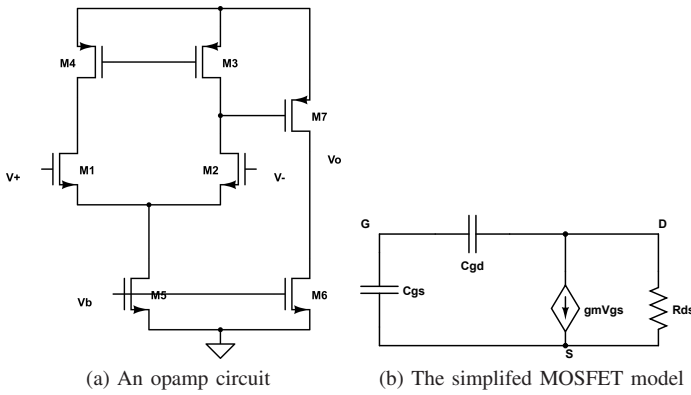 M4
M3
M7
V+
M1
M2
V-
Vo
Vb
M5
M6
(a) An opamp circuit
G
D
Cgd
Cgs
gmVgs
Rds
S
(b) The simplifed MOSFET model